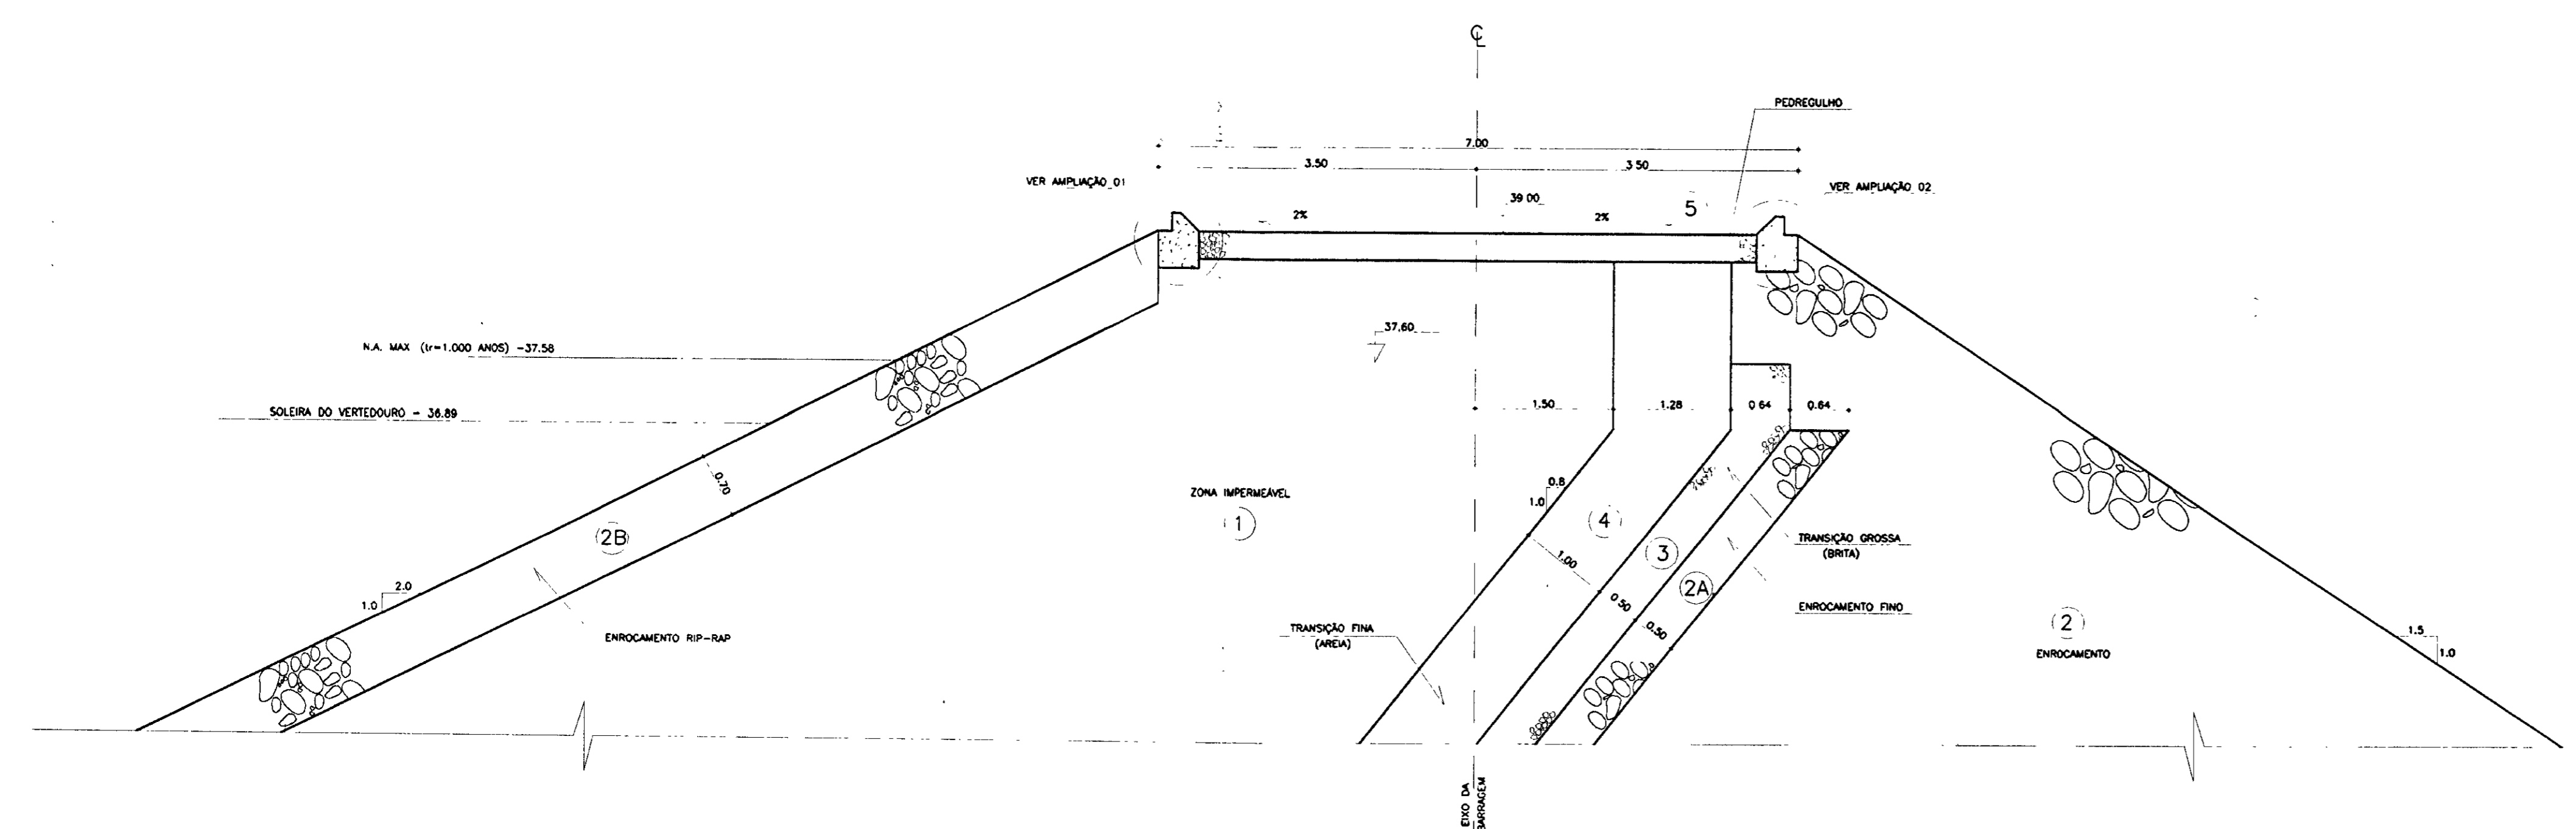 ℄
PEDREGULHO
7.00
3.50
3 50
VER AMPLIAÇÃO 01
VER AMPLIAÇÃO 02
39 00
5
2%
2%
37.60
N.A. MAX (tr=1.000 ANOS) -37.58
SOLEIRA DO VERTEDOURO - 36.89
1.50
1.28
0 64
0.64
0.70
ZONA IMPERMEÁVEL
1
0.8
1.0
4
2B
TRANSIÇÃO GROSSA
(BRITA)
3
1.00
2A
2.0
1.0
0.50
0.50
ENROCAMENTO FINO
2
ENROCAMENTO
1.5
1.0
ENROCAMENTO RIP-RAP
TRANSIÇÃO FINA
(AREIA)
EIXO DA
BARRAGEM